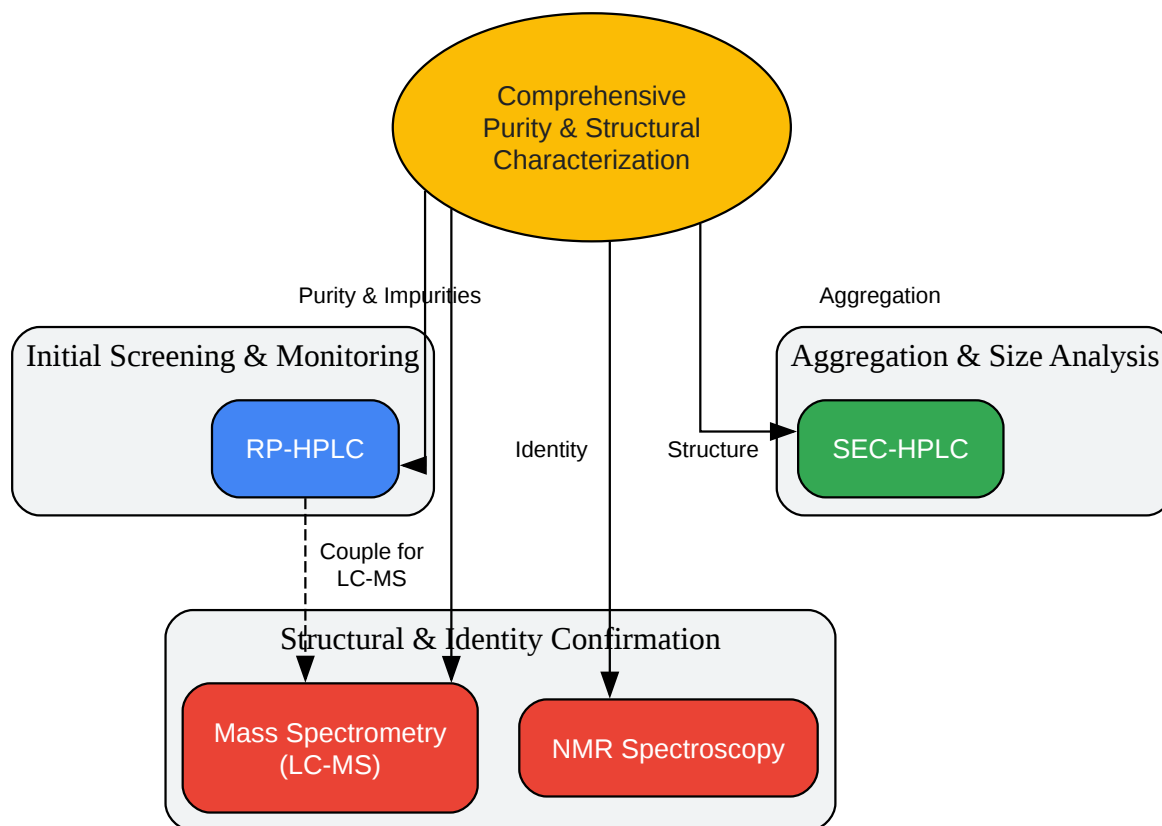 Comprehensive
Purity & Structural
Characterization
Purity & Impurities
Aggregation
Initial Screening & Monitoring
Aggregation & Size Analysis
RP-HPLC
Identity
Structure
SEC-HPLC
Couple for
LC-MS
Structural & Identity Confirmation
Mass Spectrometry
(LC-MS)
NMR Spectroscopy